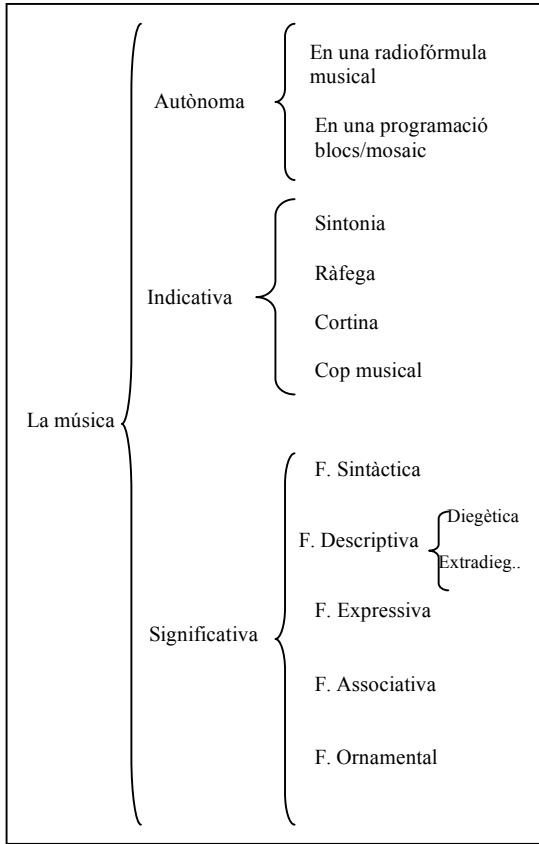 La música
Autònoma
En una radiofórmula
musical
En una programació
blocs/mosaic
Indicativa
Sintonia
Ràfega
Cortina
Cop musical
Significativa
F. Sintàctica
F. Descriptiva
Diegètica
Extradieg..
F. Expressiva
F. Associativa
F. Ornamental